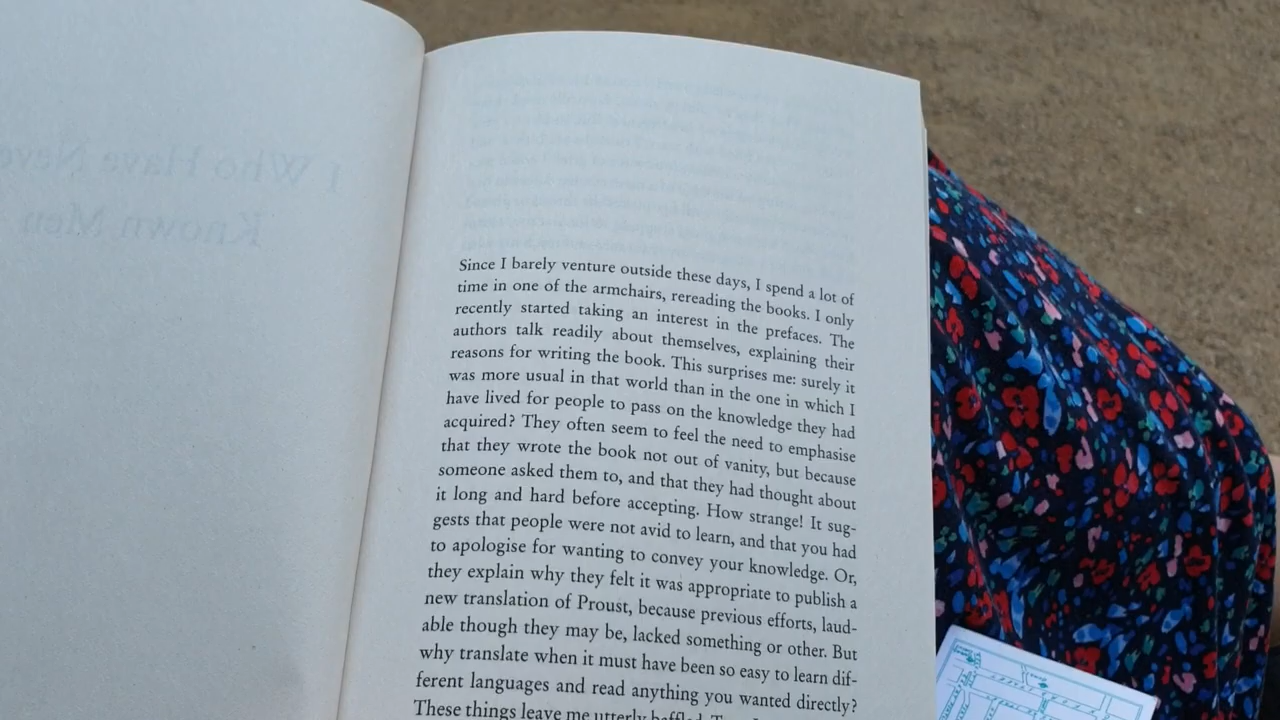 I Who Have Neve
Known Men
Since I barely venture outside these days, I spend a lot of
time in one of the armchairs, rereading the books. I only
recently started taking an interest in the prefaces. The
authors talk readily about themselves, explaining their
reasons for writing the book. This surprises me: surely it
was more usual in that world than in the one in which I
have lived for people to pass on the knowledge they had
acquired? They often seem to feel the need to emphasise
that they wrote the book not out of vanity, but because
someone asked them to, and that they had thought about
it long and hard before accepting. How strange! It sug-
gests that people were not avid to learn, and that you had
to apologise for wanting to convey your knowledge. Or,
they explain why they felt it was appropriate to publish a
new translation of Proust, because previous efforts, laud-
able though they may be, lacked something or other. But
why translate when it must have been so easy to learn dif-
ferent languages and read anything you wanted directly?
These things leave me utterly baffled.